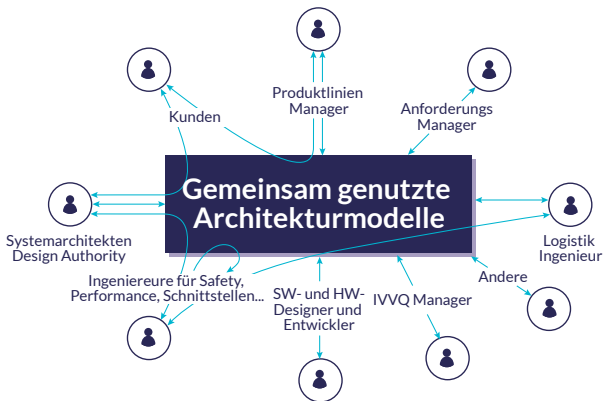 Produktlinien
Manager
Kunden
Anforderungs
Manager
Gemeinsam genutzte
Architekturmodelle
Systemarchitekten
Design Authority
Logistik
Ingenieur
Ingeniereure für Safety,
Performance, Schnittstellen...
SW- und HW-
Designer und
Entwickler
IVVQ Manager
Andere